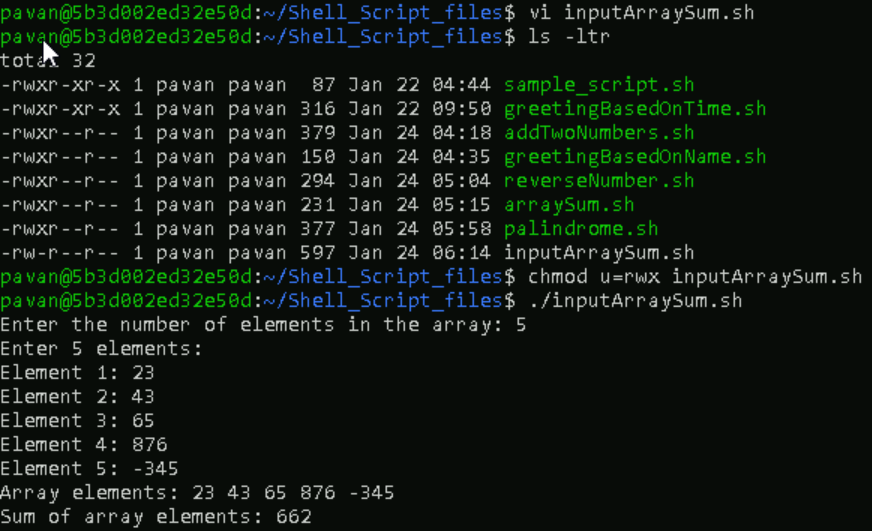 pavan@5b3d002ed32e50d:~/Shell_Script_files$ vi inputArraySum.sh
pavan@5b3d002ed32e50d:~/Shell_Script_files$ ls -ltr
total 32
-rwxr-xr-x 1 pavan pavan  87 Jan 22 04:44 sample_script.sh
-rwxr-xr-x 1 pavan pavan 316 Jan 22 09:50 greetingBasedOnTime.sh
-rwxr--r-- 1 pavan pavan 379 Jan 24 04:18 addTwoNumbers.sh
-rwxr--r-- 1 pavan pavan 150 Jan 24 04:35 greetingBasedOnName.sh
-rwxr--r-- 1 pavan pavan 294 Jan 24 05:04 reverseNumber.sh
-rwxr--r-- 1 pavan pavan 231 Jan 24 05:15 arraySum.sh
-rwxr--r-- 1 pavan pavan 377 Jan 24 05:58 palindrome.sh
-rw-r--r-- 1 pavan pavan 597 Jan 24 06:14 inputArraySum.sh
pavan@5b3d002ed32e50d:~/Shell_Script_files$ chmod u=rwx inputArraySum.sh
pavan@5b3d002ed32e50d:~/Shell_Script_files$ ./inputArraySum.sh
Enter the number of elements in the array: 5
Enter 5 elements:
Element 1: 23
Element 2: 43
Element 3: 65
Element 4: 876
Element 5: -345
Array elements: 23 43 65 876 -345
Sum of array elements: 662